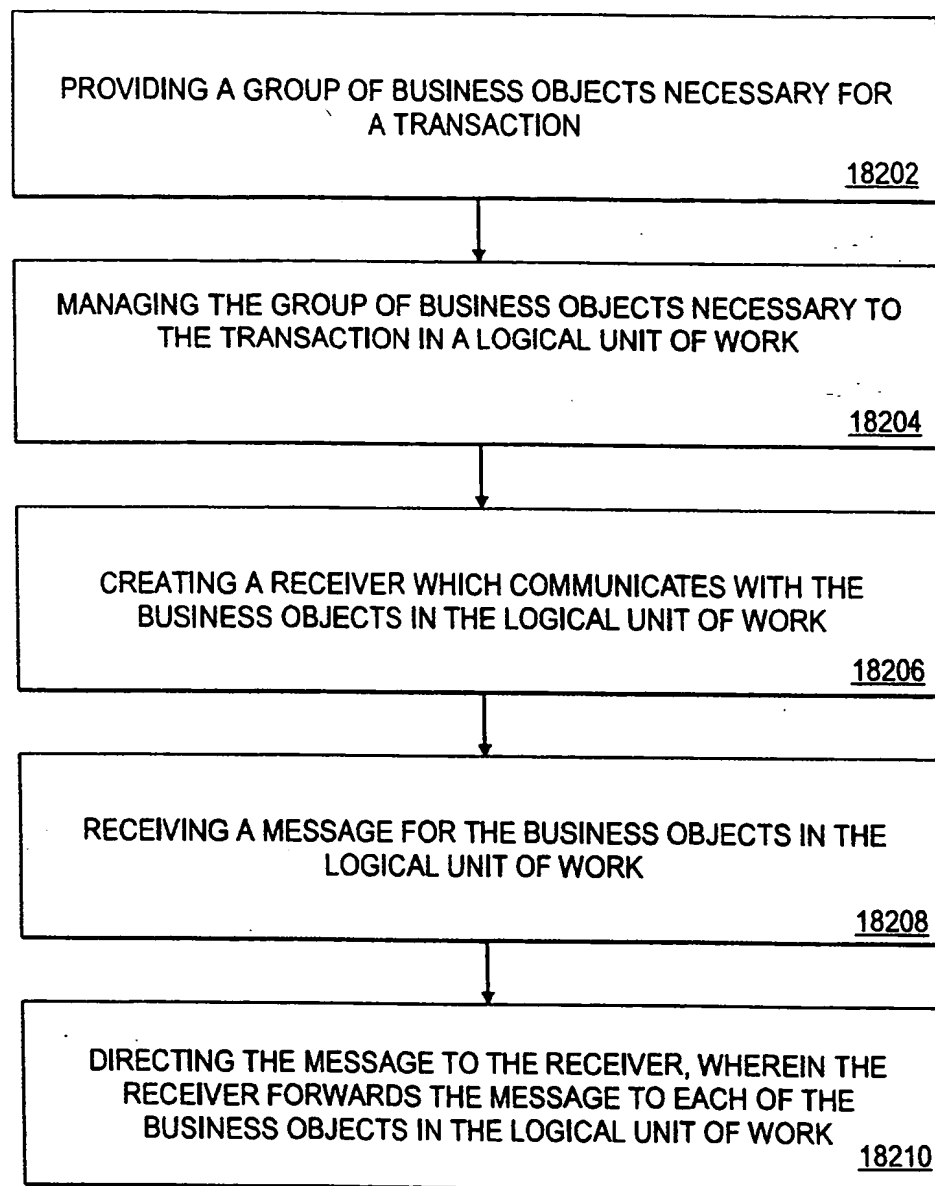 PROVIDING A GROUP OF BUSINESS OBJECTS NECESSARY FOR
A TRANSACTION
18202
MANAGING THE GROUP OF BUSINESS OBJECTS NECESSARY TO
THE TRANSACTION IN A LOGICAL UNIT OF WORK
18204
CREATING A RECEIVER WHICH COMMUNICATES WITH THE
BUSINESS OBJECTS IN THE LOGICAL UNIT OF WORK
18206
RECEIVING A MESSAGE FOR THE BUSINESS OBJECTS IN THE
LOGICAL UNIT OF WORK
18208
DIRECTING THE MESSAGE TO THE RECEIVER, WHEREIN THE
RECEIVER FORWARDS THE MESSAGE TO EACH OF THE
BUSINESS OBJECTS IN THE LOGICAL UNIT OF WORK
18210